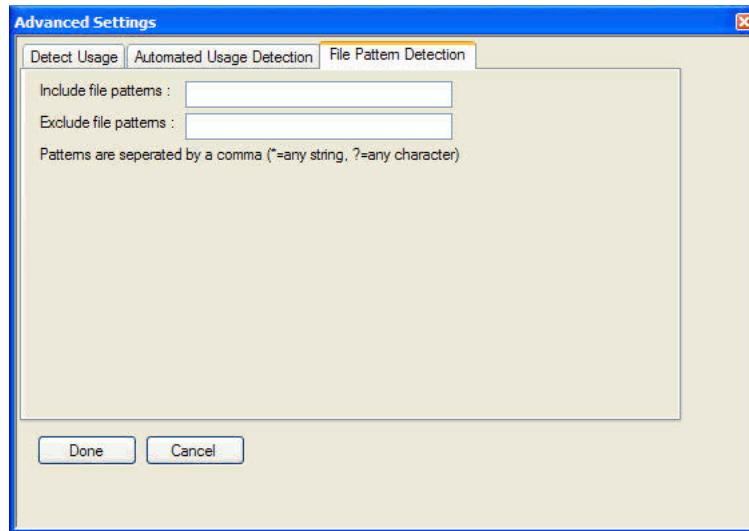 Advanced Settings
Detect Usage Automated Usage Detection File Pattern Detection
Include file patterns :
Exclude file patterns :
Patterns are seperated by a comma (*=any string, ?=any character)
Done Cancel